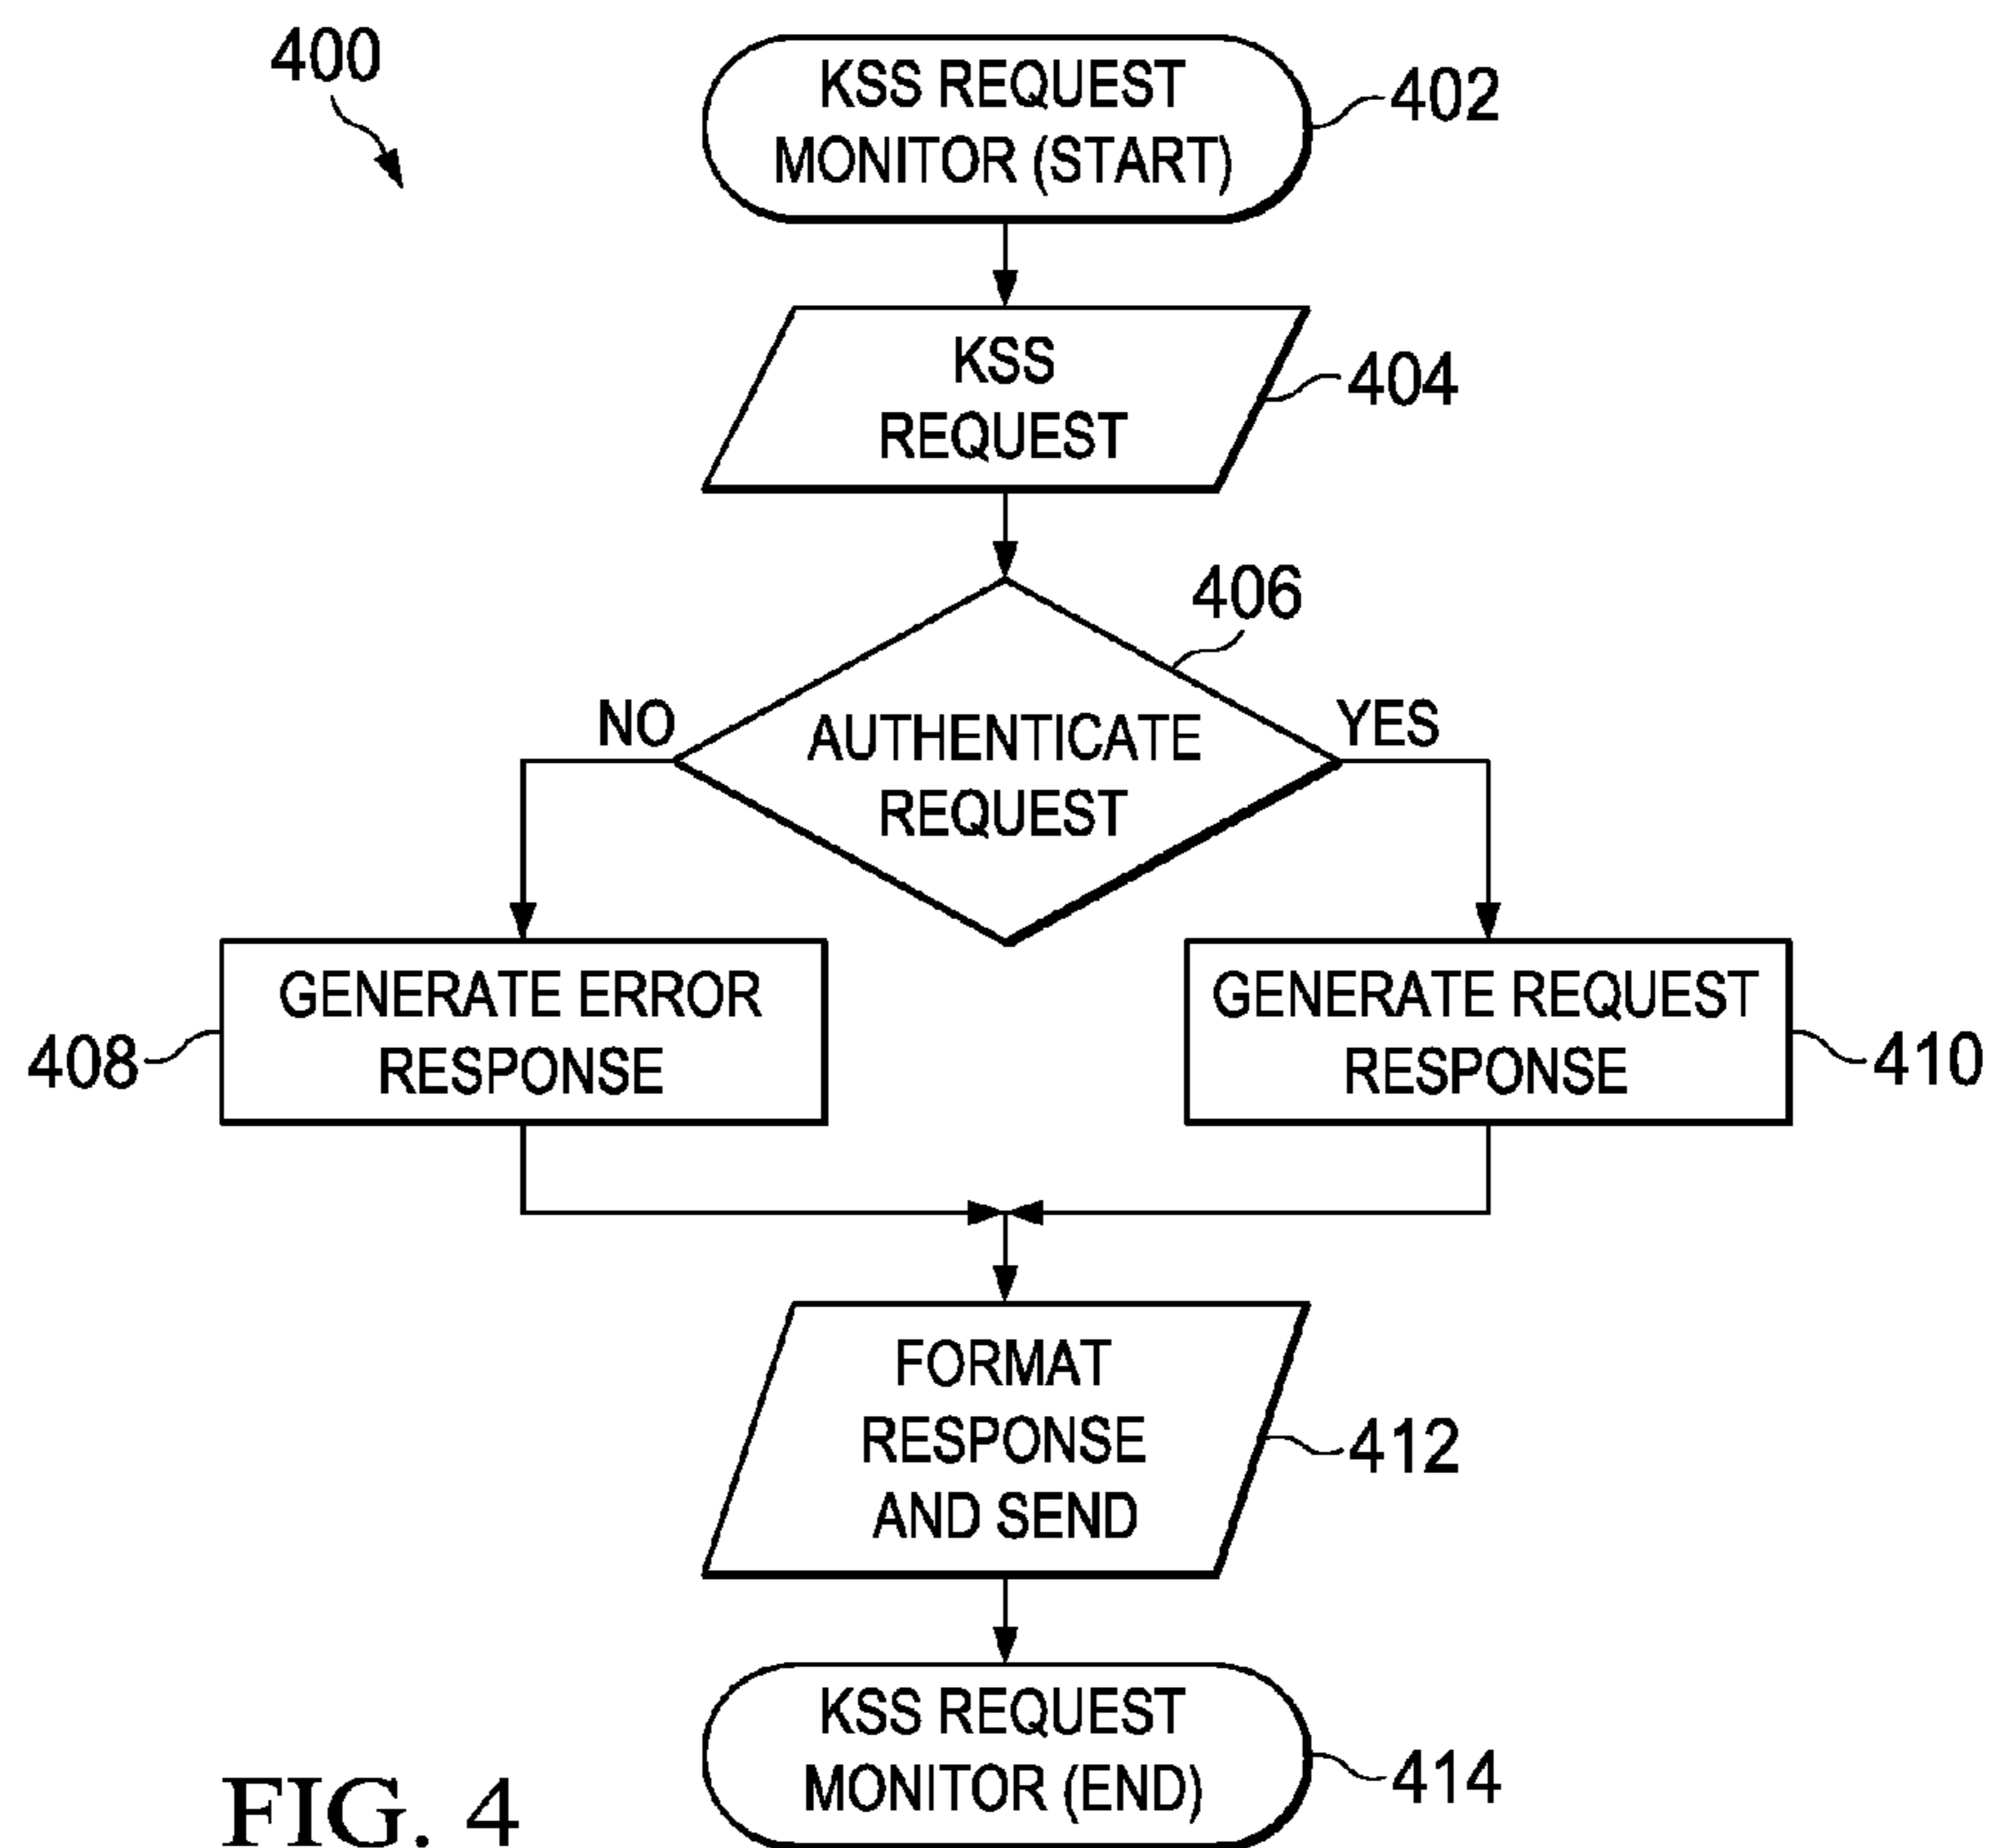 400
KSS REQUEST
MONITOR (START)
402
KSS
REQUEST
404
406
NO
AUTHENTICATE
REQUEST
YES
GENERATE ERROR
RESPONSE
408
GENERATE REQUEST
RESPONSE
410
FORMAT
RESPONSE
AND SEND
412
KSS REQUEST
MONITOR (END)
414
FIG. 4